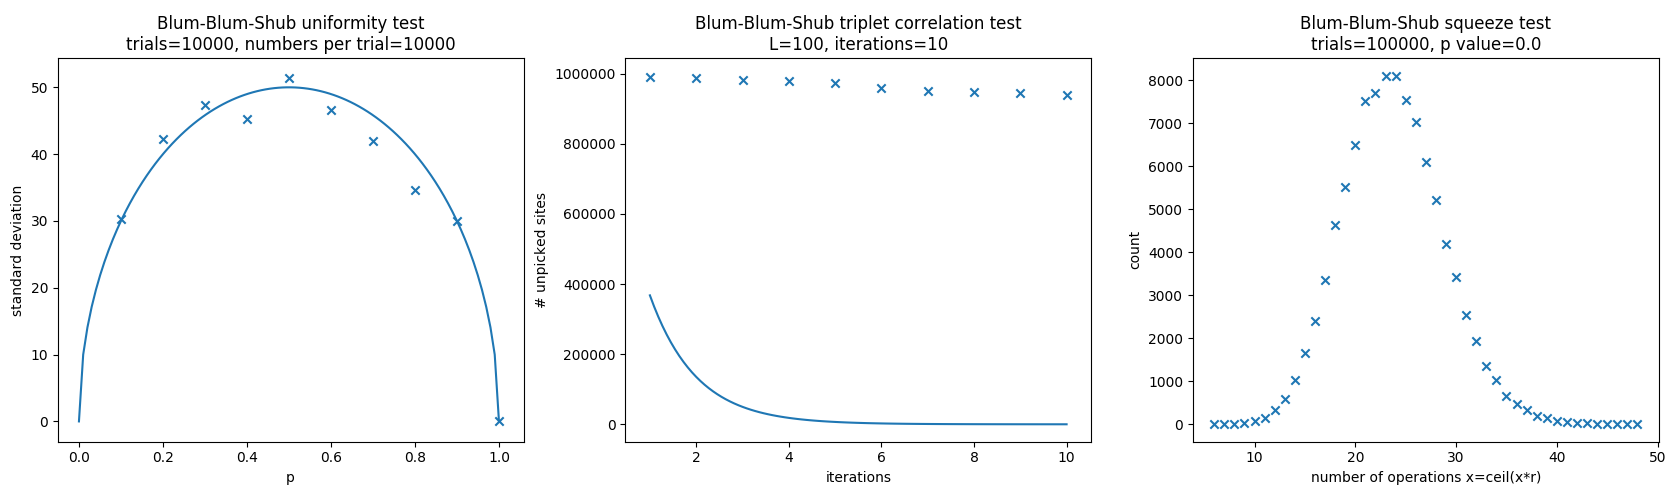 Blum-Blum-Shub uniformity test
trials=10000, numbers per trial=10000
standard deviation
50
40
30
20
10
0
0.0 0.2 0.4 0.6 0.8 1.0
p
Blum-Blum-Shub triplet correlation test
L=100, iterations=10
# unpicked sites
1000000
800000
600000
400000
200000
0
2 4 6 8 10
iterations
Blum-Blum-Shub squeeze test
trials=100000, p value=0.0
count
8000
7000
6000
5000
4000
3000
2000
1000
0
10 20 30 40 50
number of operations x=ceil(x*r)